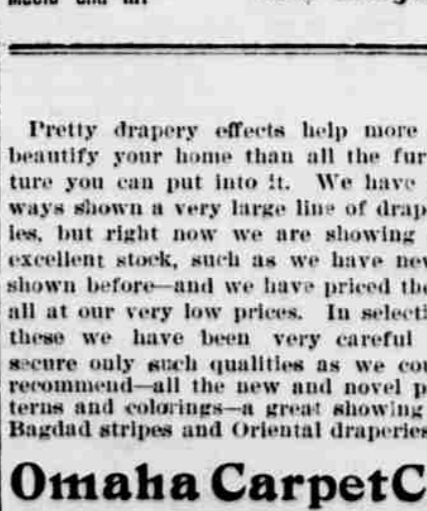 Pretty drapery effects help more
beautify your home than all the fur
ture you can put into it. We have
ways shown a very large line of drap
ies, but right now we are showing
excellent stock, such as we have nev
shown before—and we have priced the
all at our very low prices. In selecti
these we have been very careful
secure only such qualities as we cou
recommend—all the new and novel p
terns and colorings—a great showing
Bagdad stripes and Oriental draperies
Omaha Carpet C